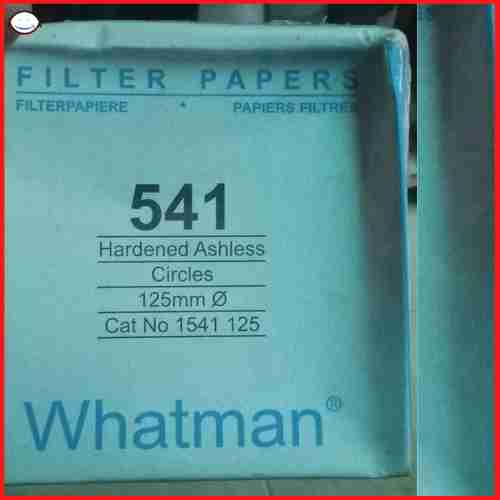 FILTER PAPERS
FILTERPAPIERE * PAPIERS FILTRES
541
Hardened Ashless
Circles
125mm Ø
Cat No 1541 125
Whatman®